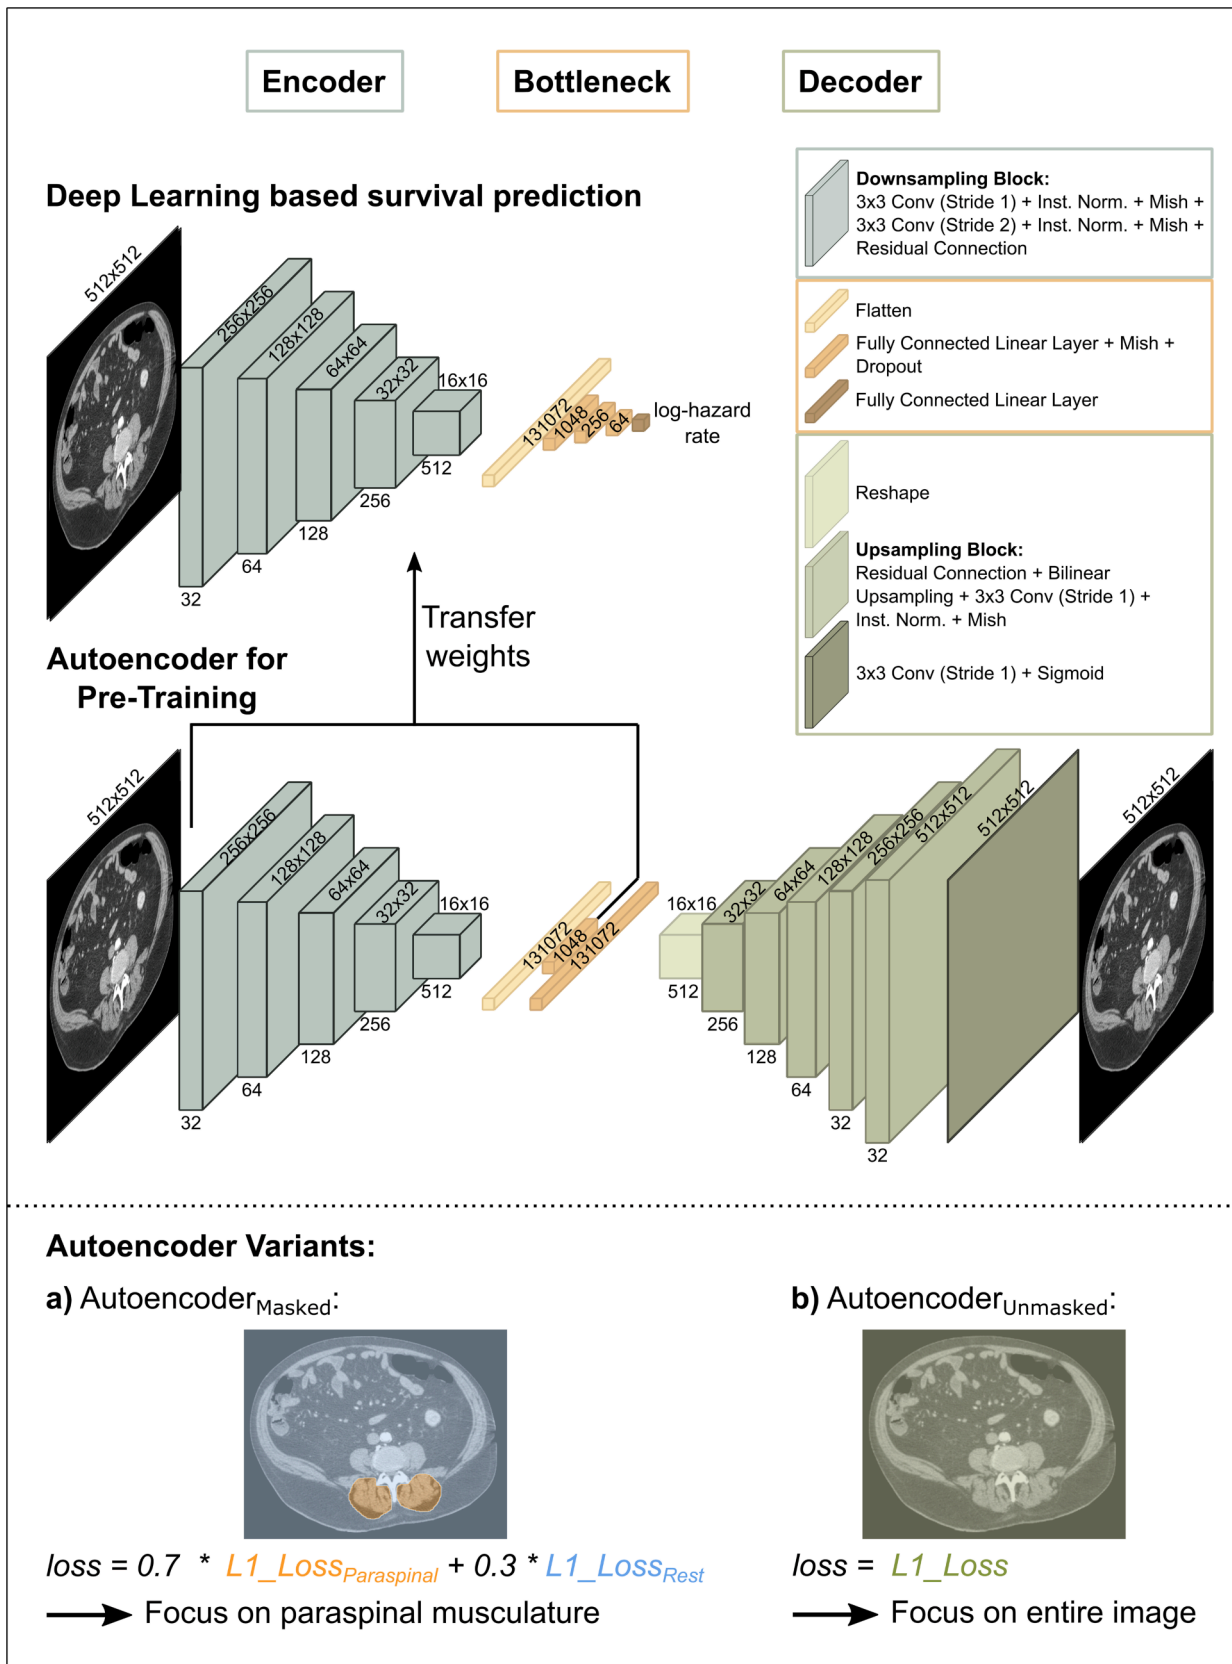 Encoder
Bottleneck
Decoder
Deep Learning based survival prediction
512x512
256x256
128x128
64x64
32x32
16x16
32
64
128
256
512
131072
1048
256
64
log-hazard
rate
Downsampling Block:
3x3 Conv (Stride 1) + Inst. Norm. + Mish +
3x3 Conv (Stride 2) + Inst. Norm. + Mish +
Residual Connection
Flatten
Fully Connected Linear Layer + Mish +
Dropout
Fully Connected Linear Layer
Reshape
Upsampling Block:
Residual Connection + Bilinear
Upsampling + 3x3 Conv (Stride 1) +
Inst. Norm. + Mish
3x3 Conv (Stride 1) + Sigmoid
Transfer
weights
Autoencoder for
Pre-Training
512x512
256x256
128x128
64x64
32x32
16x16
32
64
128
256
512
131072
1048
131072
16x16
32x32
64x64
128x128
256x256
512x512
512x512
512x512
512
256
128
64
32
32
Autoencoder Variants:
a) AutoencoderMasked:
loss = 0.7 * L1_LossParaspinal + 0.3 * L1_LossRest
Focus on paraspinal musculature
b) AutoencoderUnmasked:
loss = L1_Loss
Focus on entire image